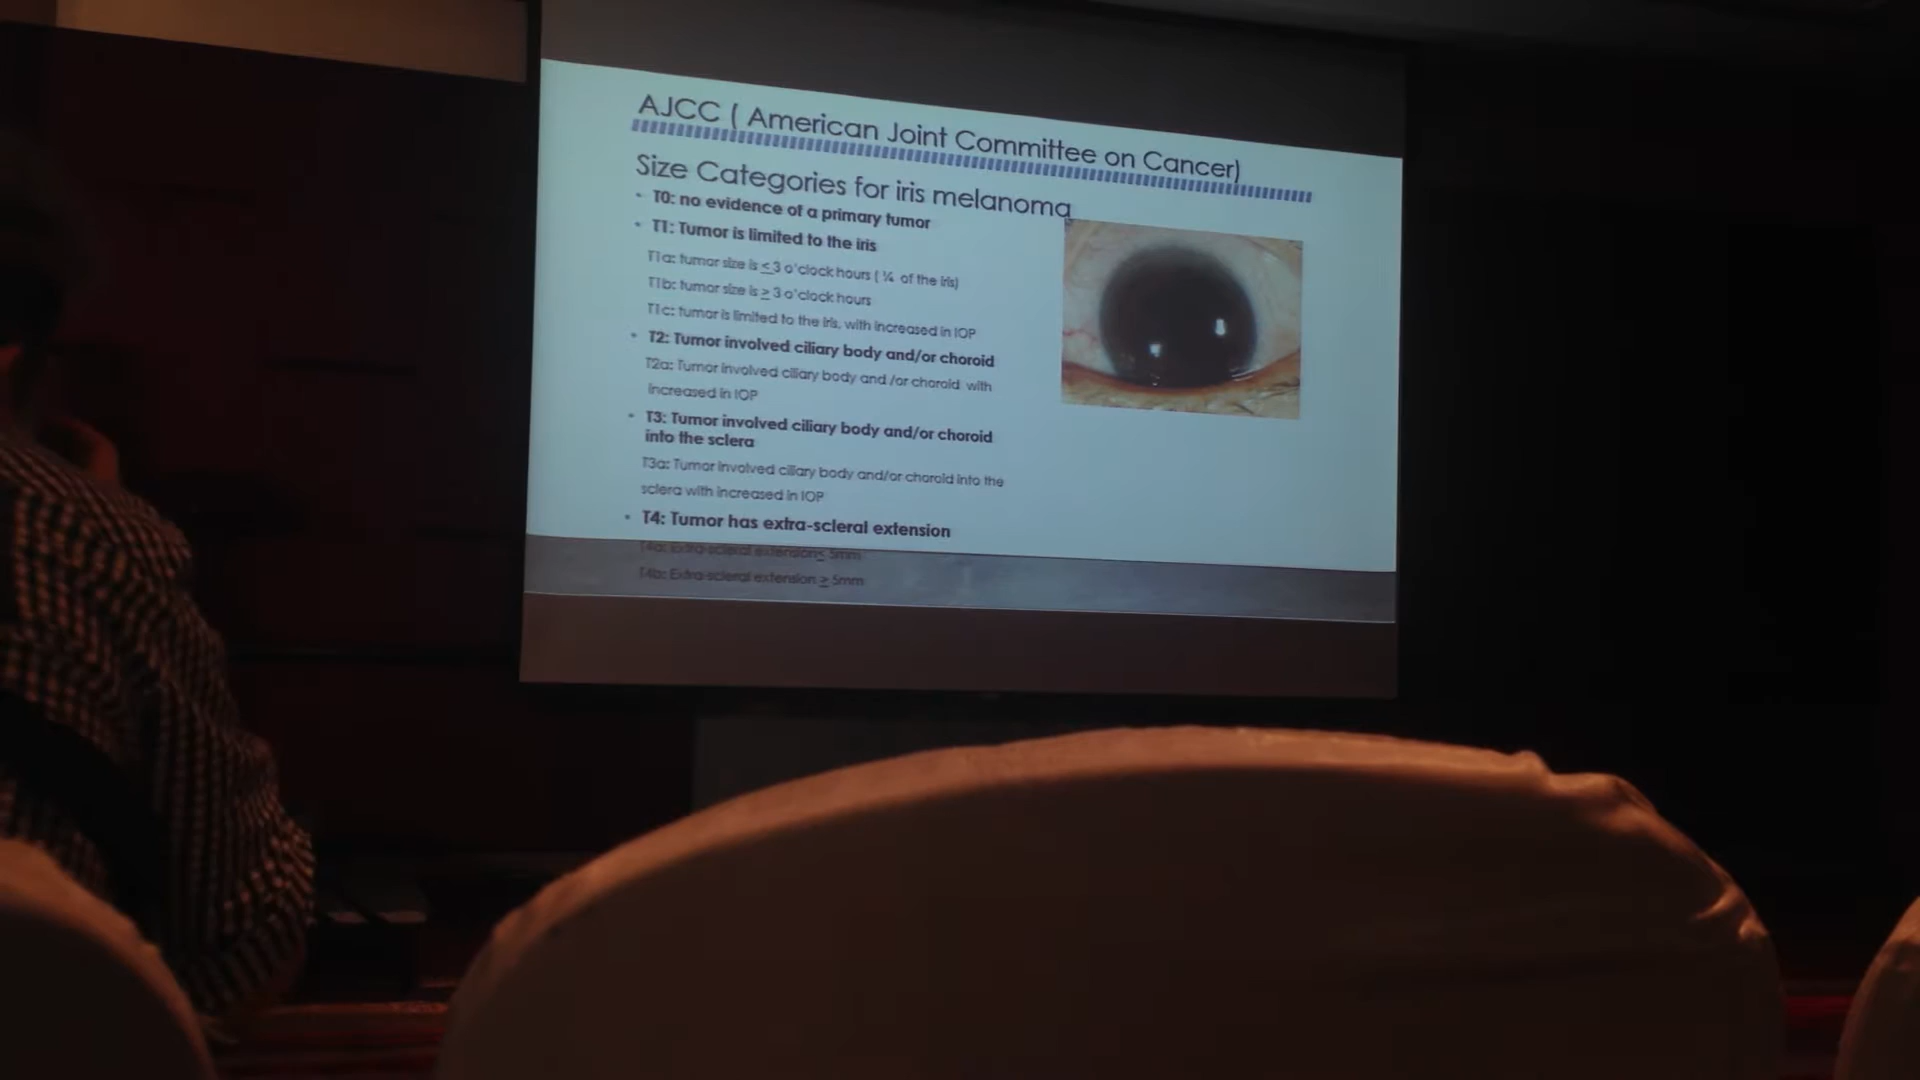 AJCC ( American Joint Committee on Cancer)
Size Categories for iris melanoma
• T0: no evidence of a primary tumor
• T1: Tumor is limited to the iris
T1a: tumor size is ≤ 3 o'clock hours ( ¼ of the iris)
T1b: tumor size is ≥ 3 o'clock hours
T1c: tumor is limited to the iris, with increased in IOP
• T2: Tumor involved ciliary body and/or choroid
T2a: Tumor involved ciliary body and /or choroid with
increased in IOP
• T3: Tumor involved ciliary body and/or choroid
into the sclera
T3a: Tumor involved ciliary body and/or choroid into the
sclera with increased in IOP
• T4: Tumor has extra-scleral extension
T4a: Extra-scleral extension ≤ 5mm
T4b: Extra-scleral extension ≥ 5mm